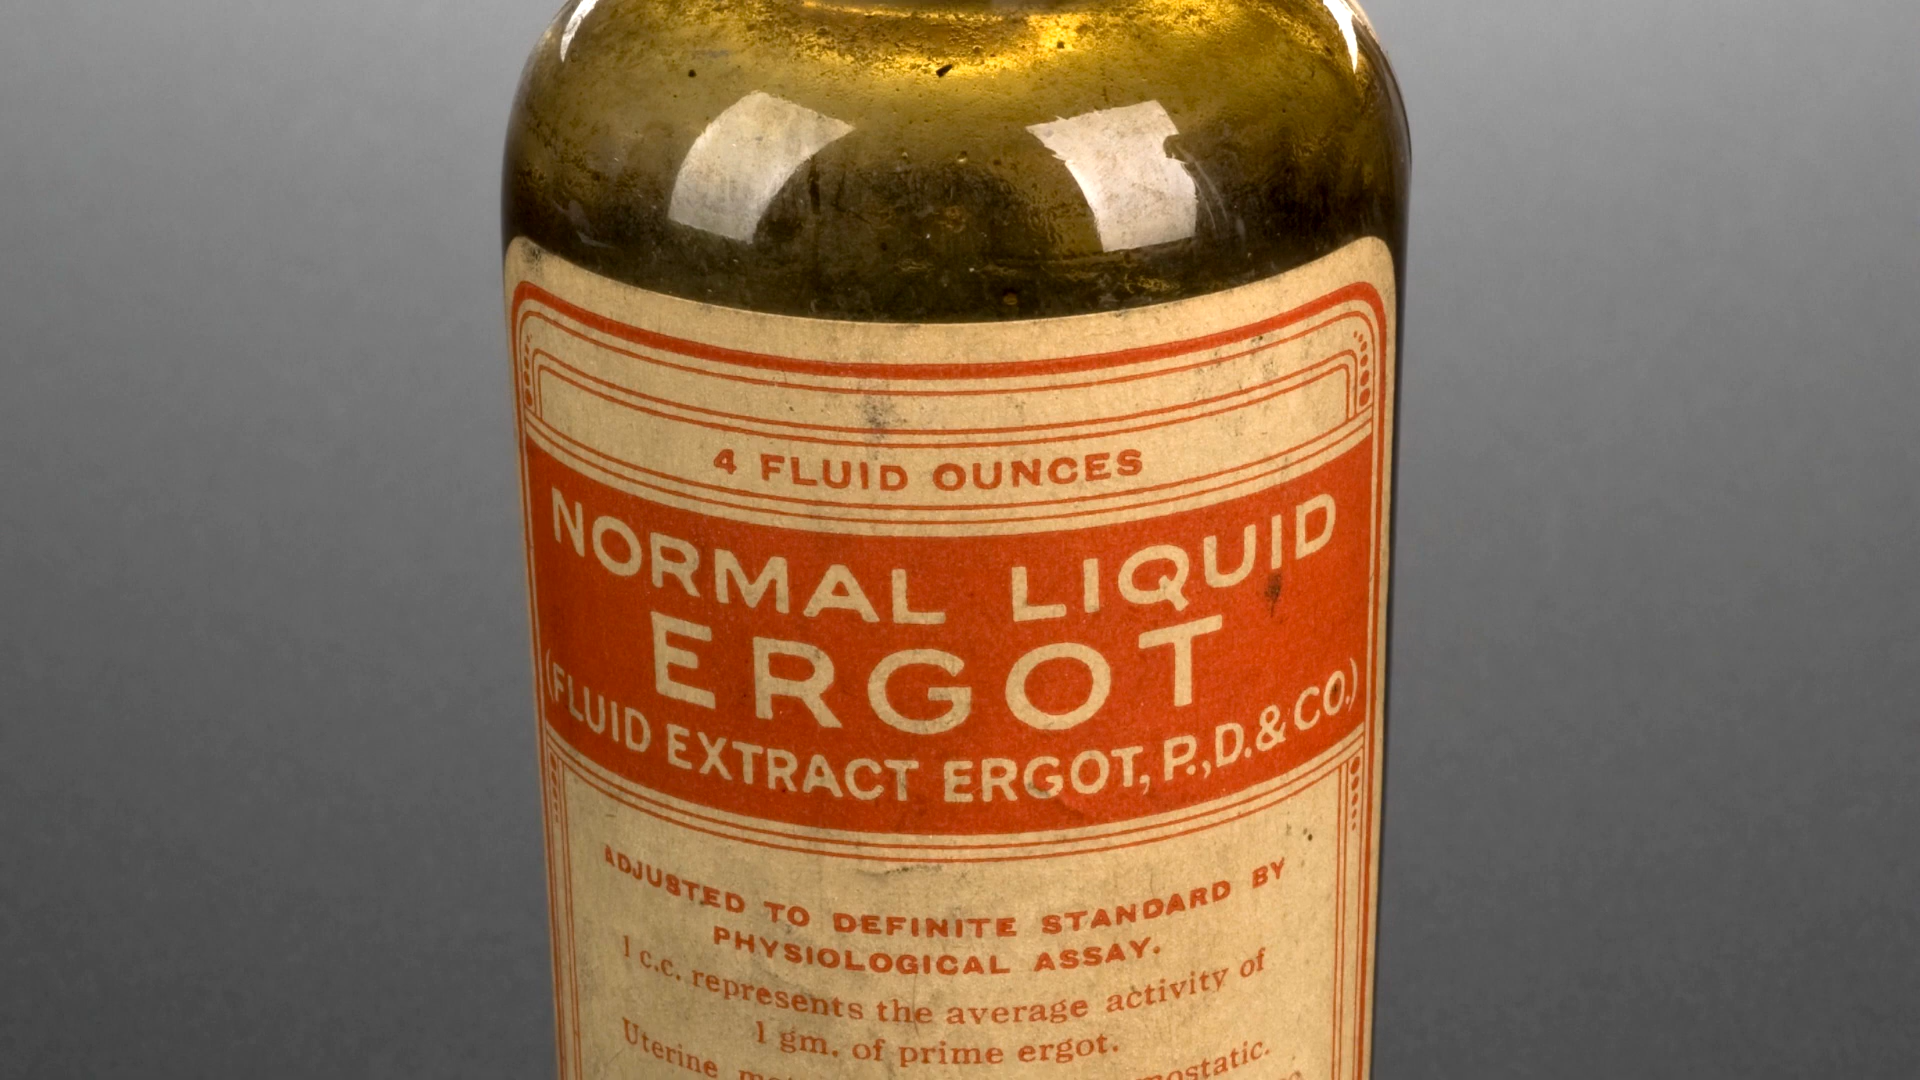 4 FLUID OUNCES
NORMAL LIQUID
ERGOT
(FLUID EXTRACT ERGOT, P., D. & CO.)
ADJUSTED TO DEFINITE STANDARD BY
PHYSIOLOGICAL ASSAY.
1 c.c. represents the average activity of
1 gm. of prime ergot.
Uterine